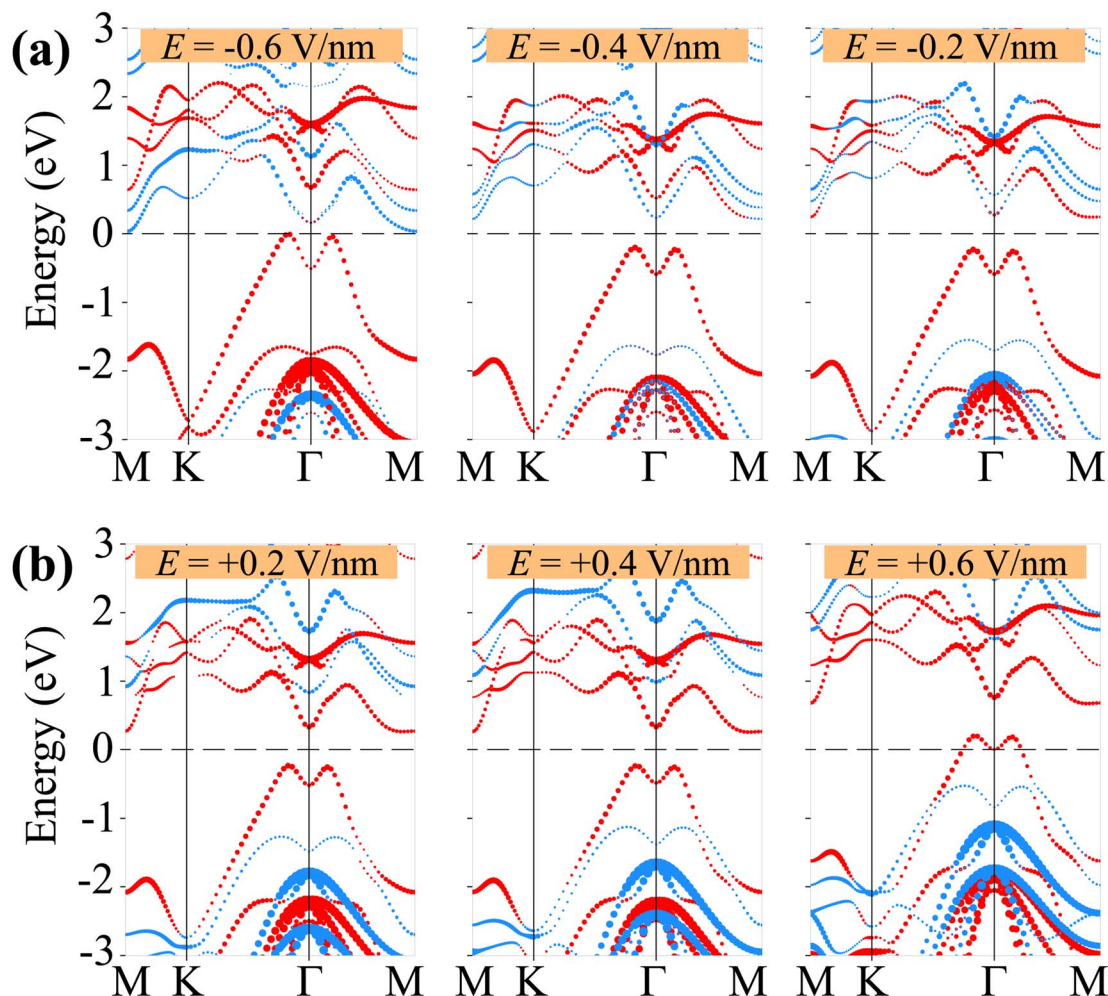 (a)
E = -0.6 V/nm
E = -0.4 V/nm
E = -0.2 V/nm
3
2
1
0
-1
-2
-3
Energy (eV)
M K Γ M
M K Γ M
M K Γ M
(b)
E = +0.2 V/nm
E = +0.4 V/nm
E = +0.6 V/nm
3
2
1
0
-1
-2
-3
Energy (eV)
M K Γ M
M K Γ M
M K Γ M